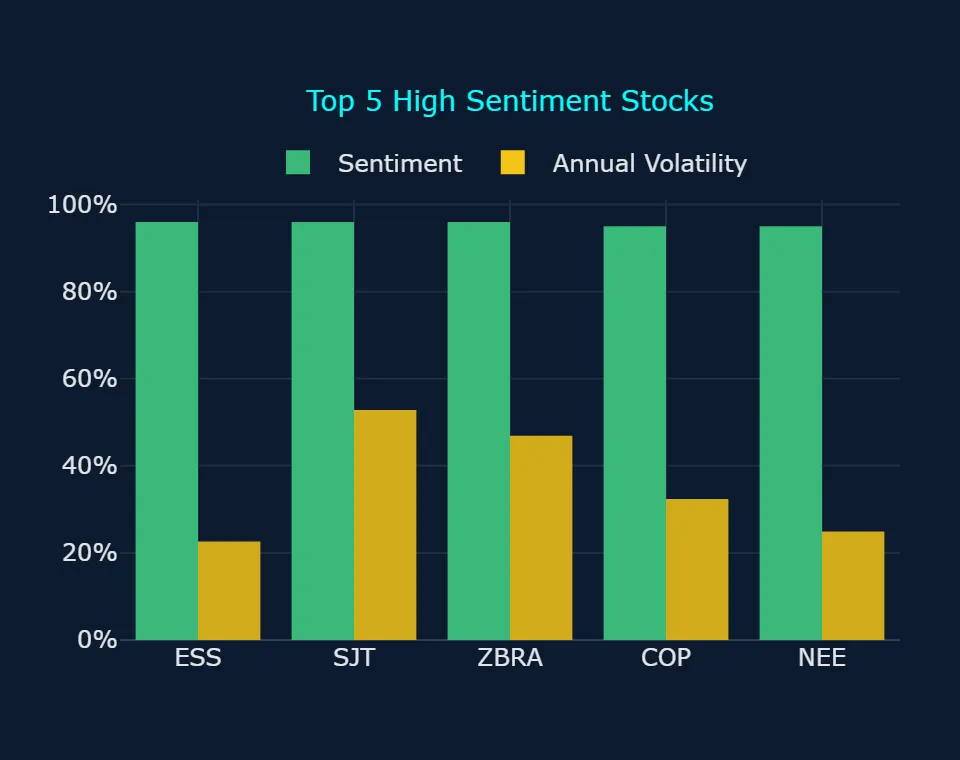 Top 5 High Sentiment Stocks
Sentiment Annual Volatility
100%
80%
60%
40%
20%
0%
ESS SJT ZBRA COP NEE